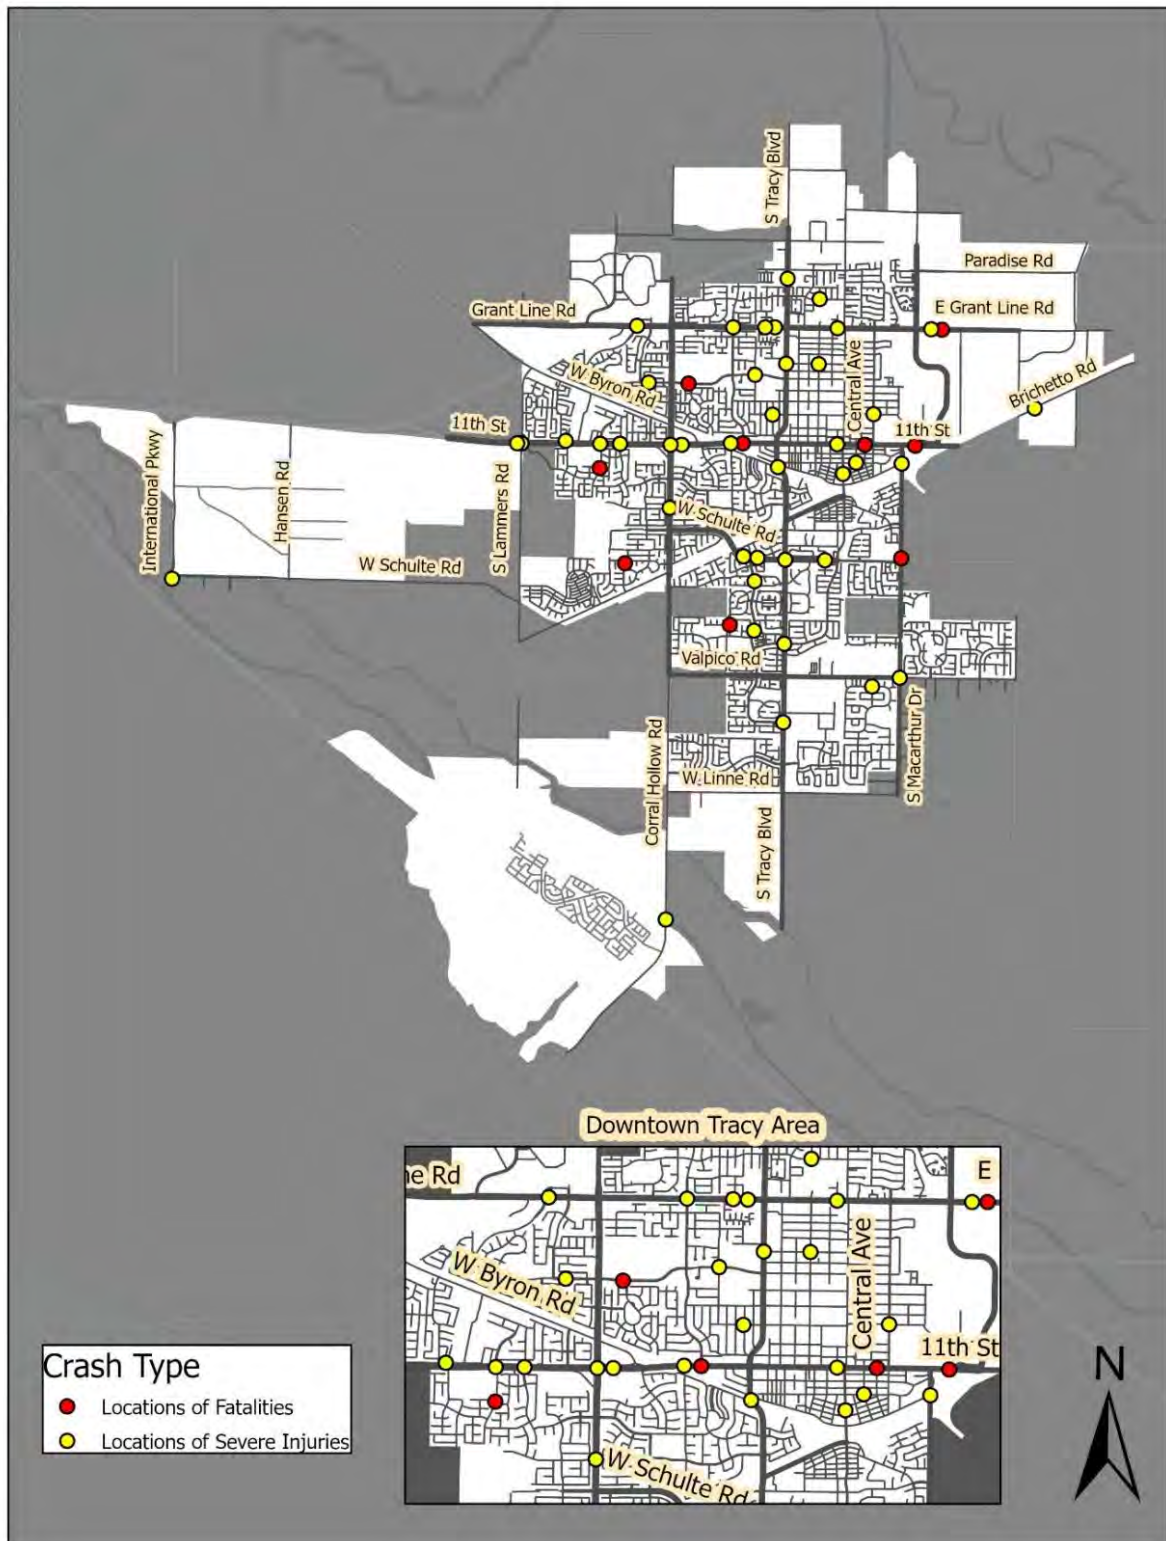 S Tracy Blvd
Paradise Rd
Grant Line Rd
E Grant Line Rd
W Byron Rd
Central Ave
Brichetto Rd
11th St
11th St
International Pkwy
Hansen Rd
S Lammers Rd
W Schulte Rd
W Schulte Rd
Valpico Rd
Corral Hollow Rd
W Linne Rd
S Macarthur Dr
S Tracy Blvd
Downtown Tracy Area
ne Rd
E
W Byron Rd
Central Ave
11th St
W Schulte Rd
Crash Type
Locations of Fatalities
Locations of Severe Injuries
N